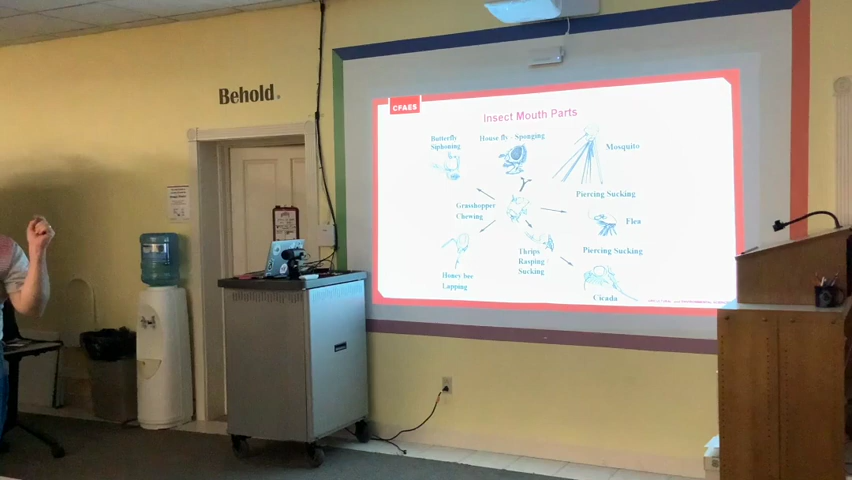 Behold.
CFAES
Insect Mouth Parts
Butterfly
Siphoning
House fly - Sponging
Mosquito
Piercing Sucking
Grasshopper
Chewing
Flea
Thrips
Rasping
Sucking
Piercing Sucking
Honey bee
Lapping
Cicada